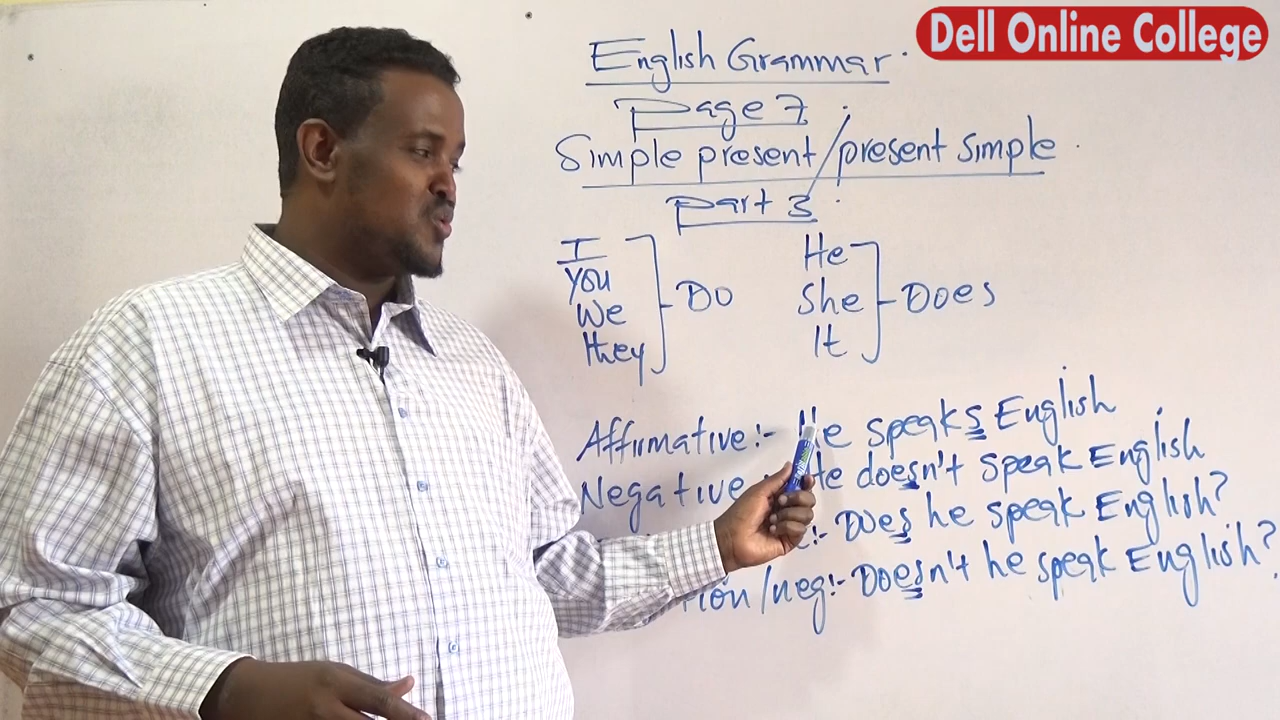 Dell Online College
English Grammar.
Page 7
Simple present/present simple
part 3
I
You
We
they
Do
He
She
It
Does
Affirmative:- He speaks English
Negative He doesn't speak English
:- Does he speak English?
/neg:- Doesn't he speak English?